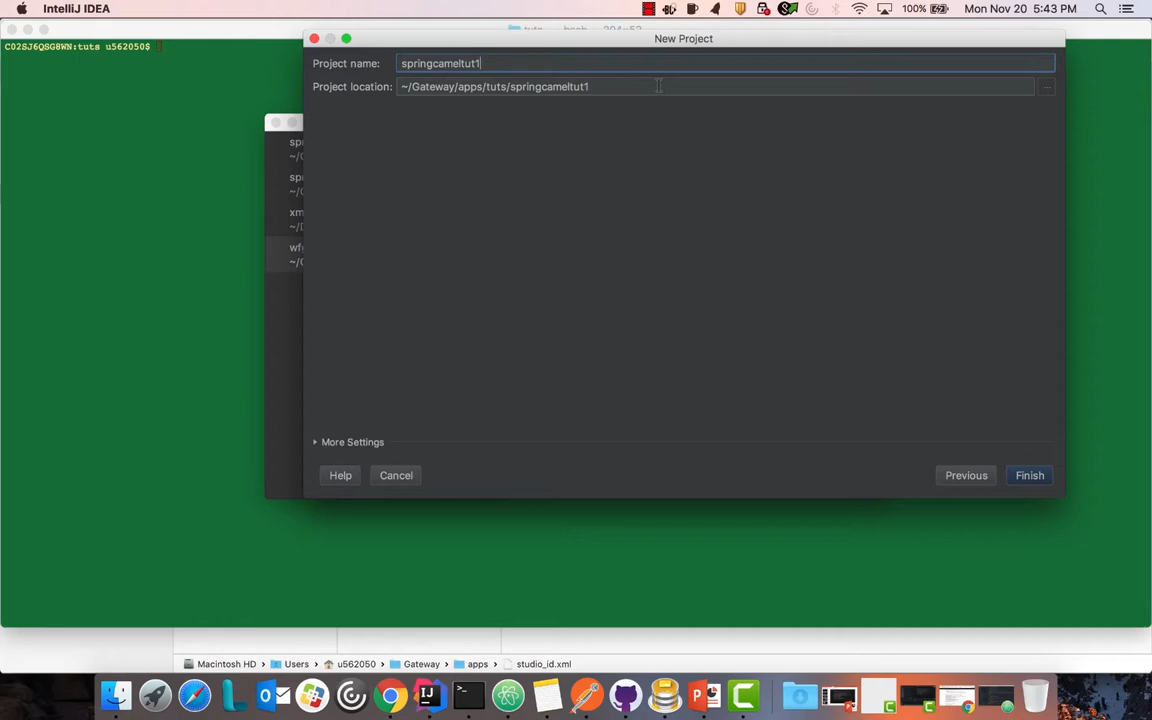 IntelliJ IDEA
100%
Mon Nov 20 5:43 PM
C02SJ6QSG8WN:tuts u562050$
New Project
Project name:
springcameltut1
Project location:
~/Gateway/apps/tuts/springcameltut1
...
More Settings
Help
Cancel
Previous
Finish
Macintosh HD
Users
u562050
Gateway
apps
studio_id.xml